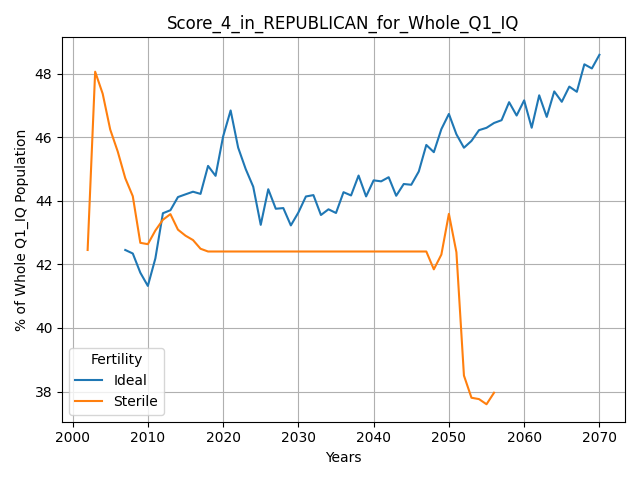 Score_4_in_REPUBLICAN_for_Whole_Q1_IQ
% of Whole Q1_IQ Population
48
46
44
42
40
38
Fertility
Ideal
Sterile
2000 2010 2020 2030 2040 2050 2060 2070
Years